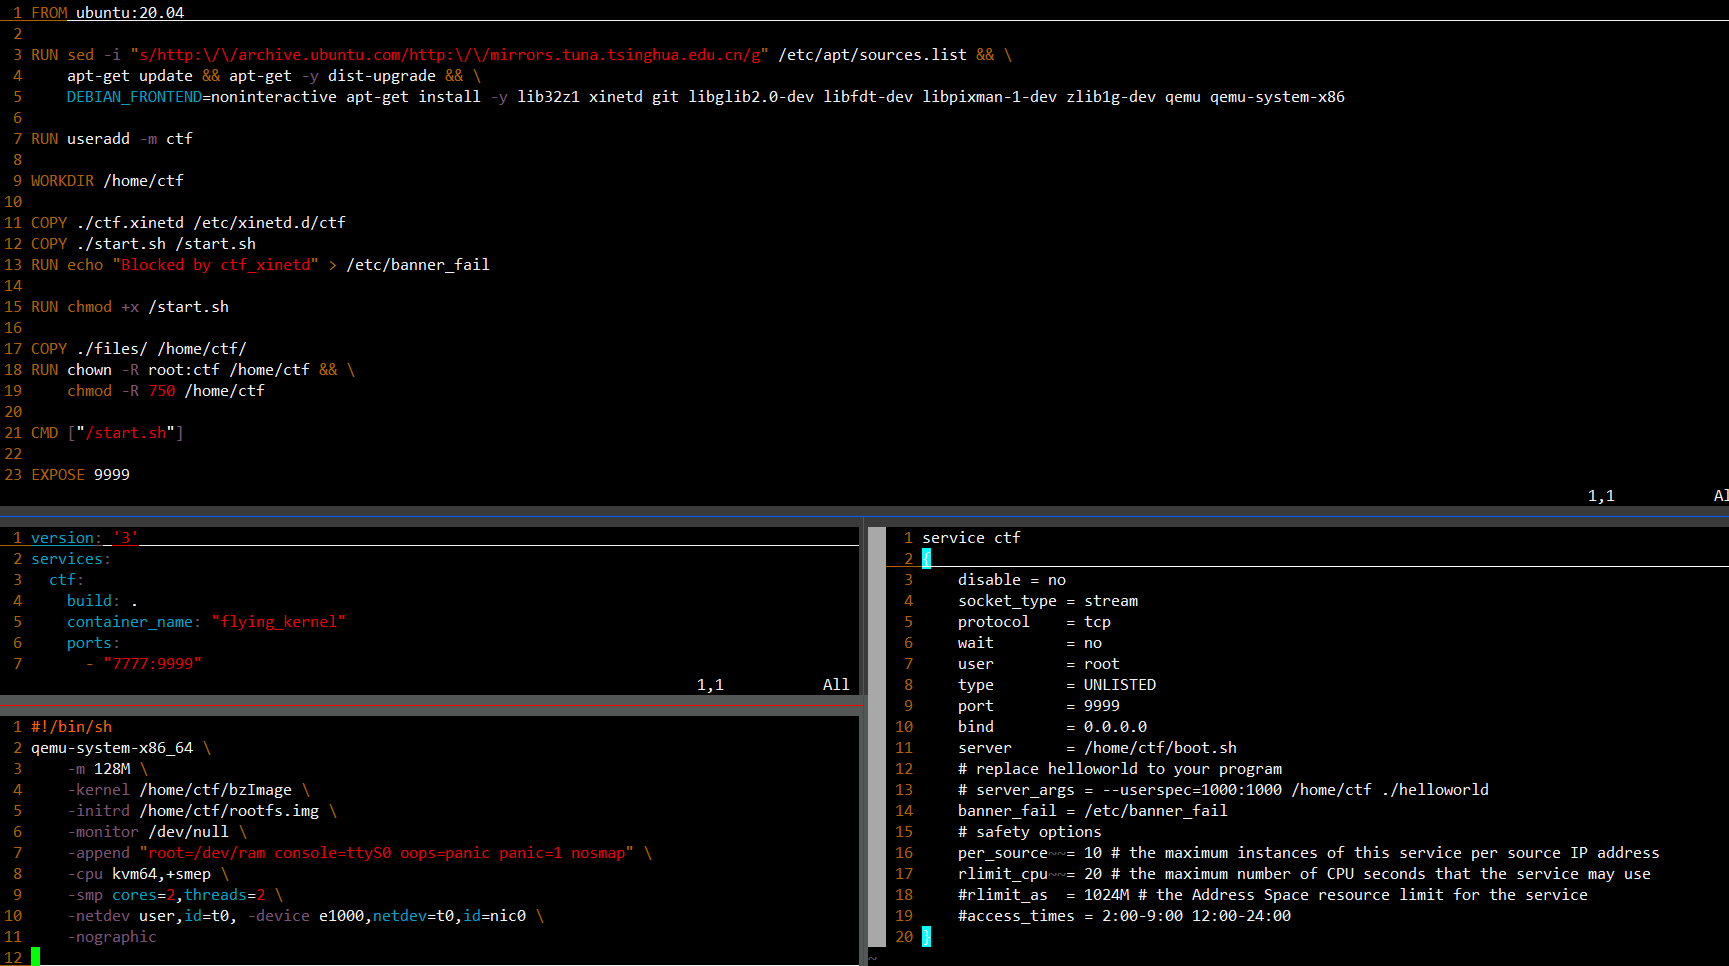 1 FROM ubuntu:20.04
2
3 RUN sed -i "s/http:\/\/archive.ubuntu.com/http:\/\/mirrors.tuna.tsinghua.edu.cn/g" /etc/apt/sources.list && \
4     apt-get update && apt-get -y dist-upgrade && \
5     DEBIAN_FRONTEND=noninteractive apt-get install -y lib32z1 xinetd git libglib2.0-dev libfdt-dev libpixman-1-dev zlib1g-dev qemu qemu-system-x86
6
7 RUN useradd -m ctf
8
9 WORKDIR /home/ctf
10
11 COPY ./ctf.xinetd /etc/xinetd.d/ctf
12 COPY ./start.sh /start.sh
13 RUN echo "Blocked by ctf_xinetd" > /etc/banner_fail
14
15 RUN chmod +x /start.sh
16
17 COPY ./files/ /home/ctf/
18 RUN chown -R root:ctf /home/ctf && \
19     chmod -R 750 /home/ctf
20
21 CMD ["/start.sh"]
22
23 EXPOSE 9999
1,1 Al
1 version: '3'
2 services:
3   ctf:
4     build: .
5     container_name: "flying_kernel"
6     ports:
7       - "7777:9999"
1,1 All
1 #!/bin/sh
2 qemu-system-x86_64 \
3     -m 128M \
4     -kernel /home/ctf/bzImage \
5     -initrd /home/ctf/rootfs.img \
6     -monitor /dev/null \
7     -append "root=/dev/ram console=ttyS0 oops=panic panic=1 nosmap" \
8     -cpu kvm64,+smep \
9     -smp cores=2,threads=2 \
10     -netdev user,id=t0, -device e1000,netdev=t0,id=nic0 \
11     -nographic
12
1 service ctf
2 {
3     disable = no
4     socket_type = stream
5     protocol    = tcp
6     wait        = no
7     user        = root
8     type        = UNLISTED
9     port        = 9999
10     bind        = 0.0.0.0
11     server      = /home/ctf/boot.sh
12     # replace helloworld to your program
13     # server_args = --userspec=1000:1000 /home/ctf ./helloworld
14     banner_fail = /etc/banner_fail
15     # safety options
16     per_source~~= 10 # the maximum instances of this service per source IP address
17     rlimit_cpu~~= 20 # the maximum number of CPU seconds that the service may use
18     #rlimit_as  = 1024M # the Address Space resource limit for the service
19     #access_times = 2:00-9:00 12:00-24:00
20 }
~